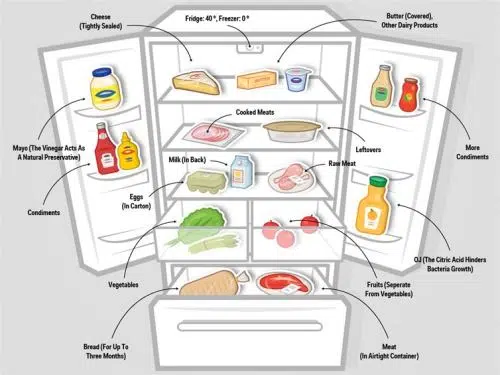 Cheese
(Tightly Sealed)
Fridge: 40 °, Freezer: 0 °
Butter (Covered),
Other Dairy Products
Cooked Meats
Mayo (The Vinegar Acts As
A Natural Preservative)
Leftovers
More
Condiments
Milk (In Back)
Raw Meat
Eggs
(In Carton)
Condiments
OJ (The Citric Acid Hinders
Bacteria Growth)
Vegetables
Fruits (Seperate
From Vegetables)
Bread (For Up To
Three Months)
Meat
(In Airtight Container)